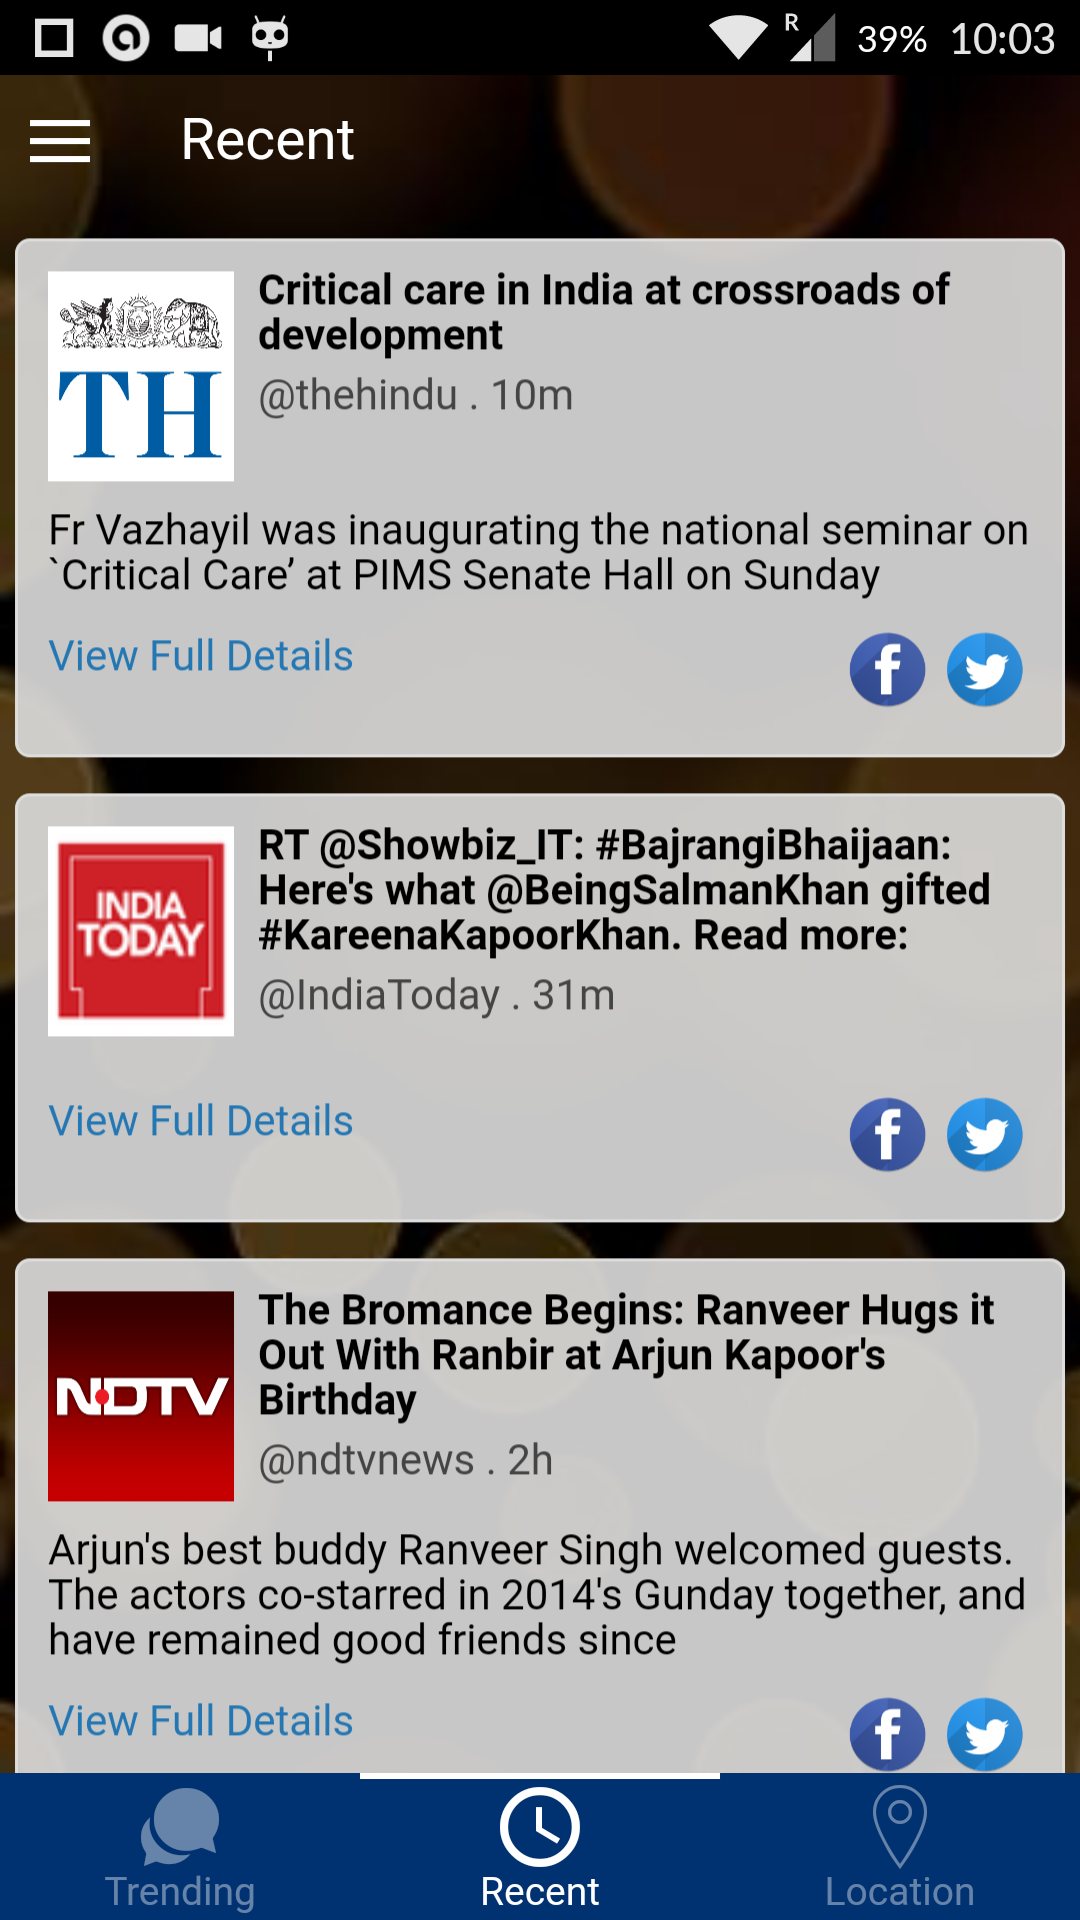 R 39% 10:03
Recent
Critical care in India at crossroads of
development
@thehindu . 10m
TH
Fr Vazhayil was inaugurating the national seminar on
`Critical Care’ at PIMS Senate Hall on Sunday
View Full Details
RT @Showbiz_IT: #BajrangiBhaijaan:
Here's what @BeingSalmanKhan gifted
#KareenaKapoorKhan. Read more:
@IndiaToday . 31m
INDIA
TODAY
View Full Details
The Bromance Begins: Ranveer Hugs it
Out With Ranbir at Arjun Kapoor's
Birthday
@ndtvnews . 2h
NDTV
Arjun's best buddy Ranveer Singh welcomed guests.
The actors co-starred in 2014's Gunday together, and
have remained good friends since
View Full Details
Trending
Recent
Location